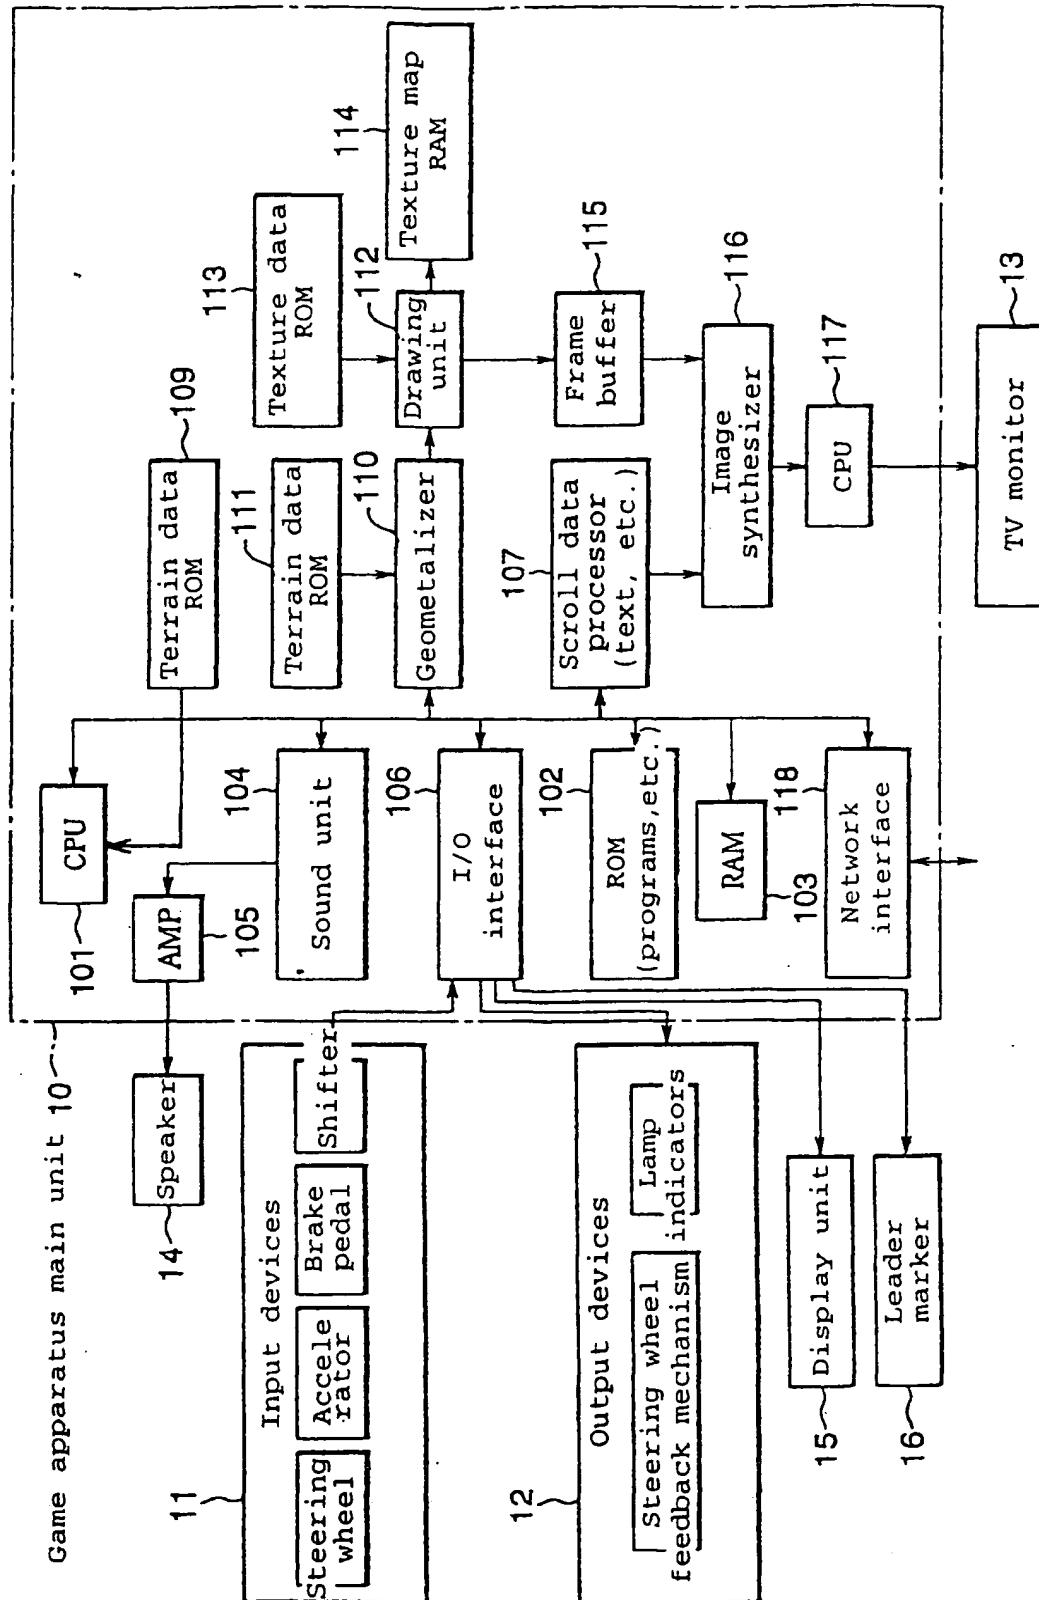 Game apparatus main unit 10
14
Speaker
101
CPU
AMP
105
Terrain data
ROM
109
104
Sound unit
111
Terrain data
ROM
113
Texture data
ROM
11
Input devices
Steering
wheel
Accele
rator
Brake
pedal
Shifter
106
I/O
interface
110
Geometalizer
112
Drawing
unit
114
Texture map
RAM
12
Output devices
Steering wheel
feedback mechanism
Lamp
indicators
102
ROM
(programs,etc.)
107
Scroll data
processor
(text, etc.)
Frame
buffer
115
RAM
103
Image
synthesizer
116
15
Display unit
118
Network
interface
CPU
117
16
Leader
marker
TV monitor
13